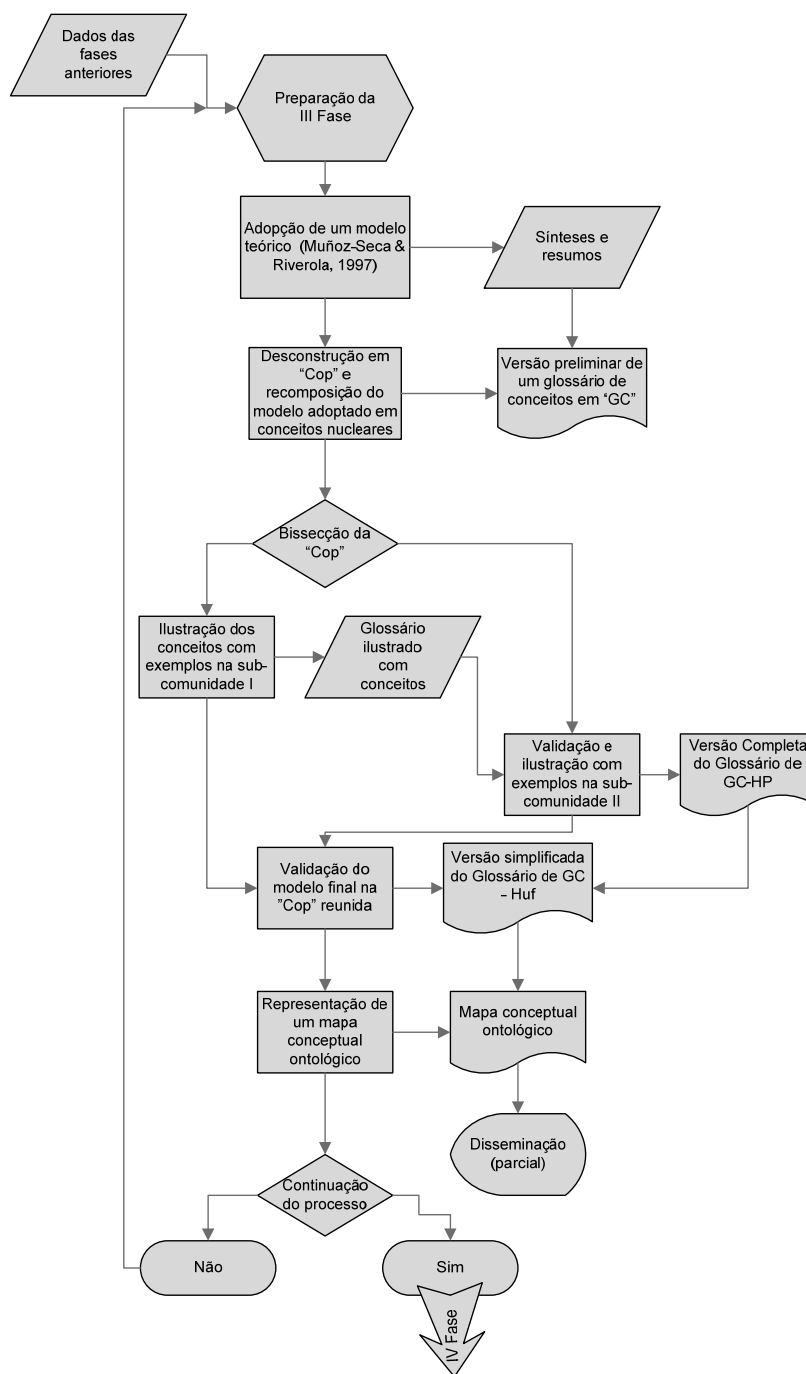 Dados das
fases
anteriores
Preparação da
III Fase
Adopção de um modelo
teórico (Muñoz-Seca &
Riverola, 1997)
Sínteses e
resumos
Desconstrução em
“Cop” e
recomposição do
modelo adoptado em
conceitos nucleares
Versão preliminar de
um glossário de
conceitos em “GC”
Bissecção da
“Cop”
Ilustração dos
conceitos com
exemplos na sub-
comunidade I
Glossário
ilustrado
com
conceitos
Validação e
ilustração com
exemplos na sub-
comunidade II
Versão Completa
do Glossário de
GC-HP
Validação do
modelo final na
”Cop” reunida
Versão simplificada
do Glossário de GC
- Huf
Representação de
um mapa
conceptual
ontológico
Mapa conceptual
ontológico
Disseminação
(parcial)
Continuação
do processo
Não
Sim
IV Fase